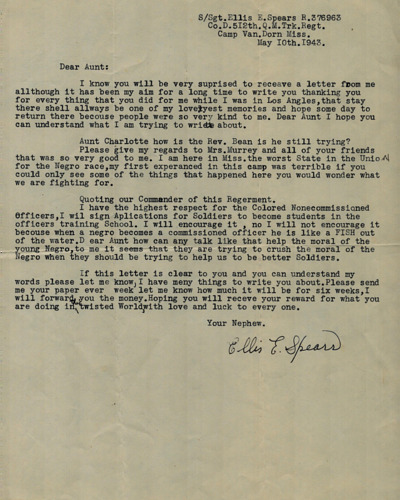 S/Sgt.Ellis E.Spears R.376963
Co.D.512th.Q.M.Trk.Regt.
Camp Van.Dorn Miss.
May 10th.1943.
Dear Aunt:
I know you will be very suprised to receve a letter from me
allthough it has been my aim for a long time to write you thanking you
for every thing that you did for me while I was in Los Angles,that stay
there shell allways be one of my loveyest memories and hope some day to
return there becouse people were so very kind to me. Dear Aunt I hope you
can understand what I am trying to write about.
Aunt Charlotte how is the Rev. Bean is he still trying?
Please give my regards to Mrs.Murrey and all of your friends
that was so very good to me. I am here in Miss.the worst State in the Union
for the Negro race,my first experanced in this camp was terrible if you
could only see some of the things that happened here you would wonder what
we are fighting for.
Quoting our Commander of this Regerment.
I have the highest respect for the Colored Nonecommissioned
Officers,I wil sign Aplications for Soldiers to become students in the
officers training School. I will encourage it , no I will not encourage it
becouse when a negro becomes a commissioned office he is like a FISH out
of the water.D ear Aunt how can any talk like that help the moral of the
young Negro,to me it seems that they are trying to crush the moral of the
Negro when they should be trying to help us to be better Soldiers.
If this letter is clear to you and you can understand my
words please let me know,I have meny things to write you about.Please send
me your paper ever week let me know how much it will be for six weeks,I
will forward you the money.Hoping you will receve your reward for what you
are doing in twisted World,with love and luck to every one.
Your Nephew.
Ellis E. Spears